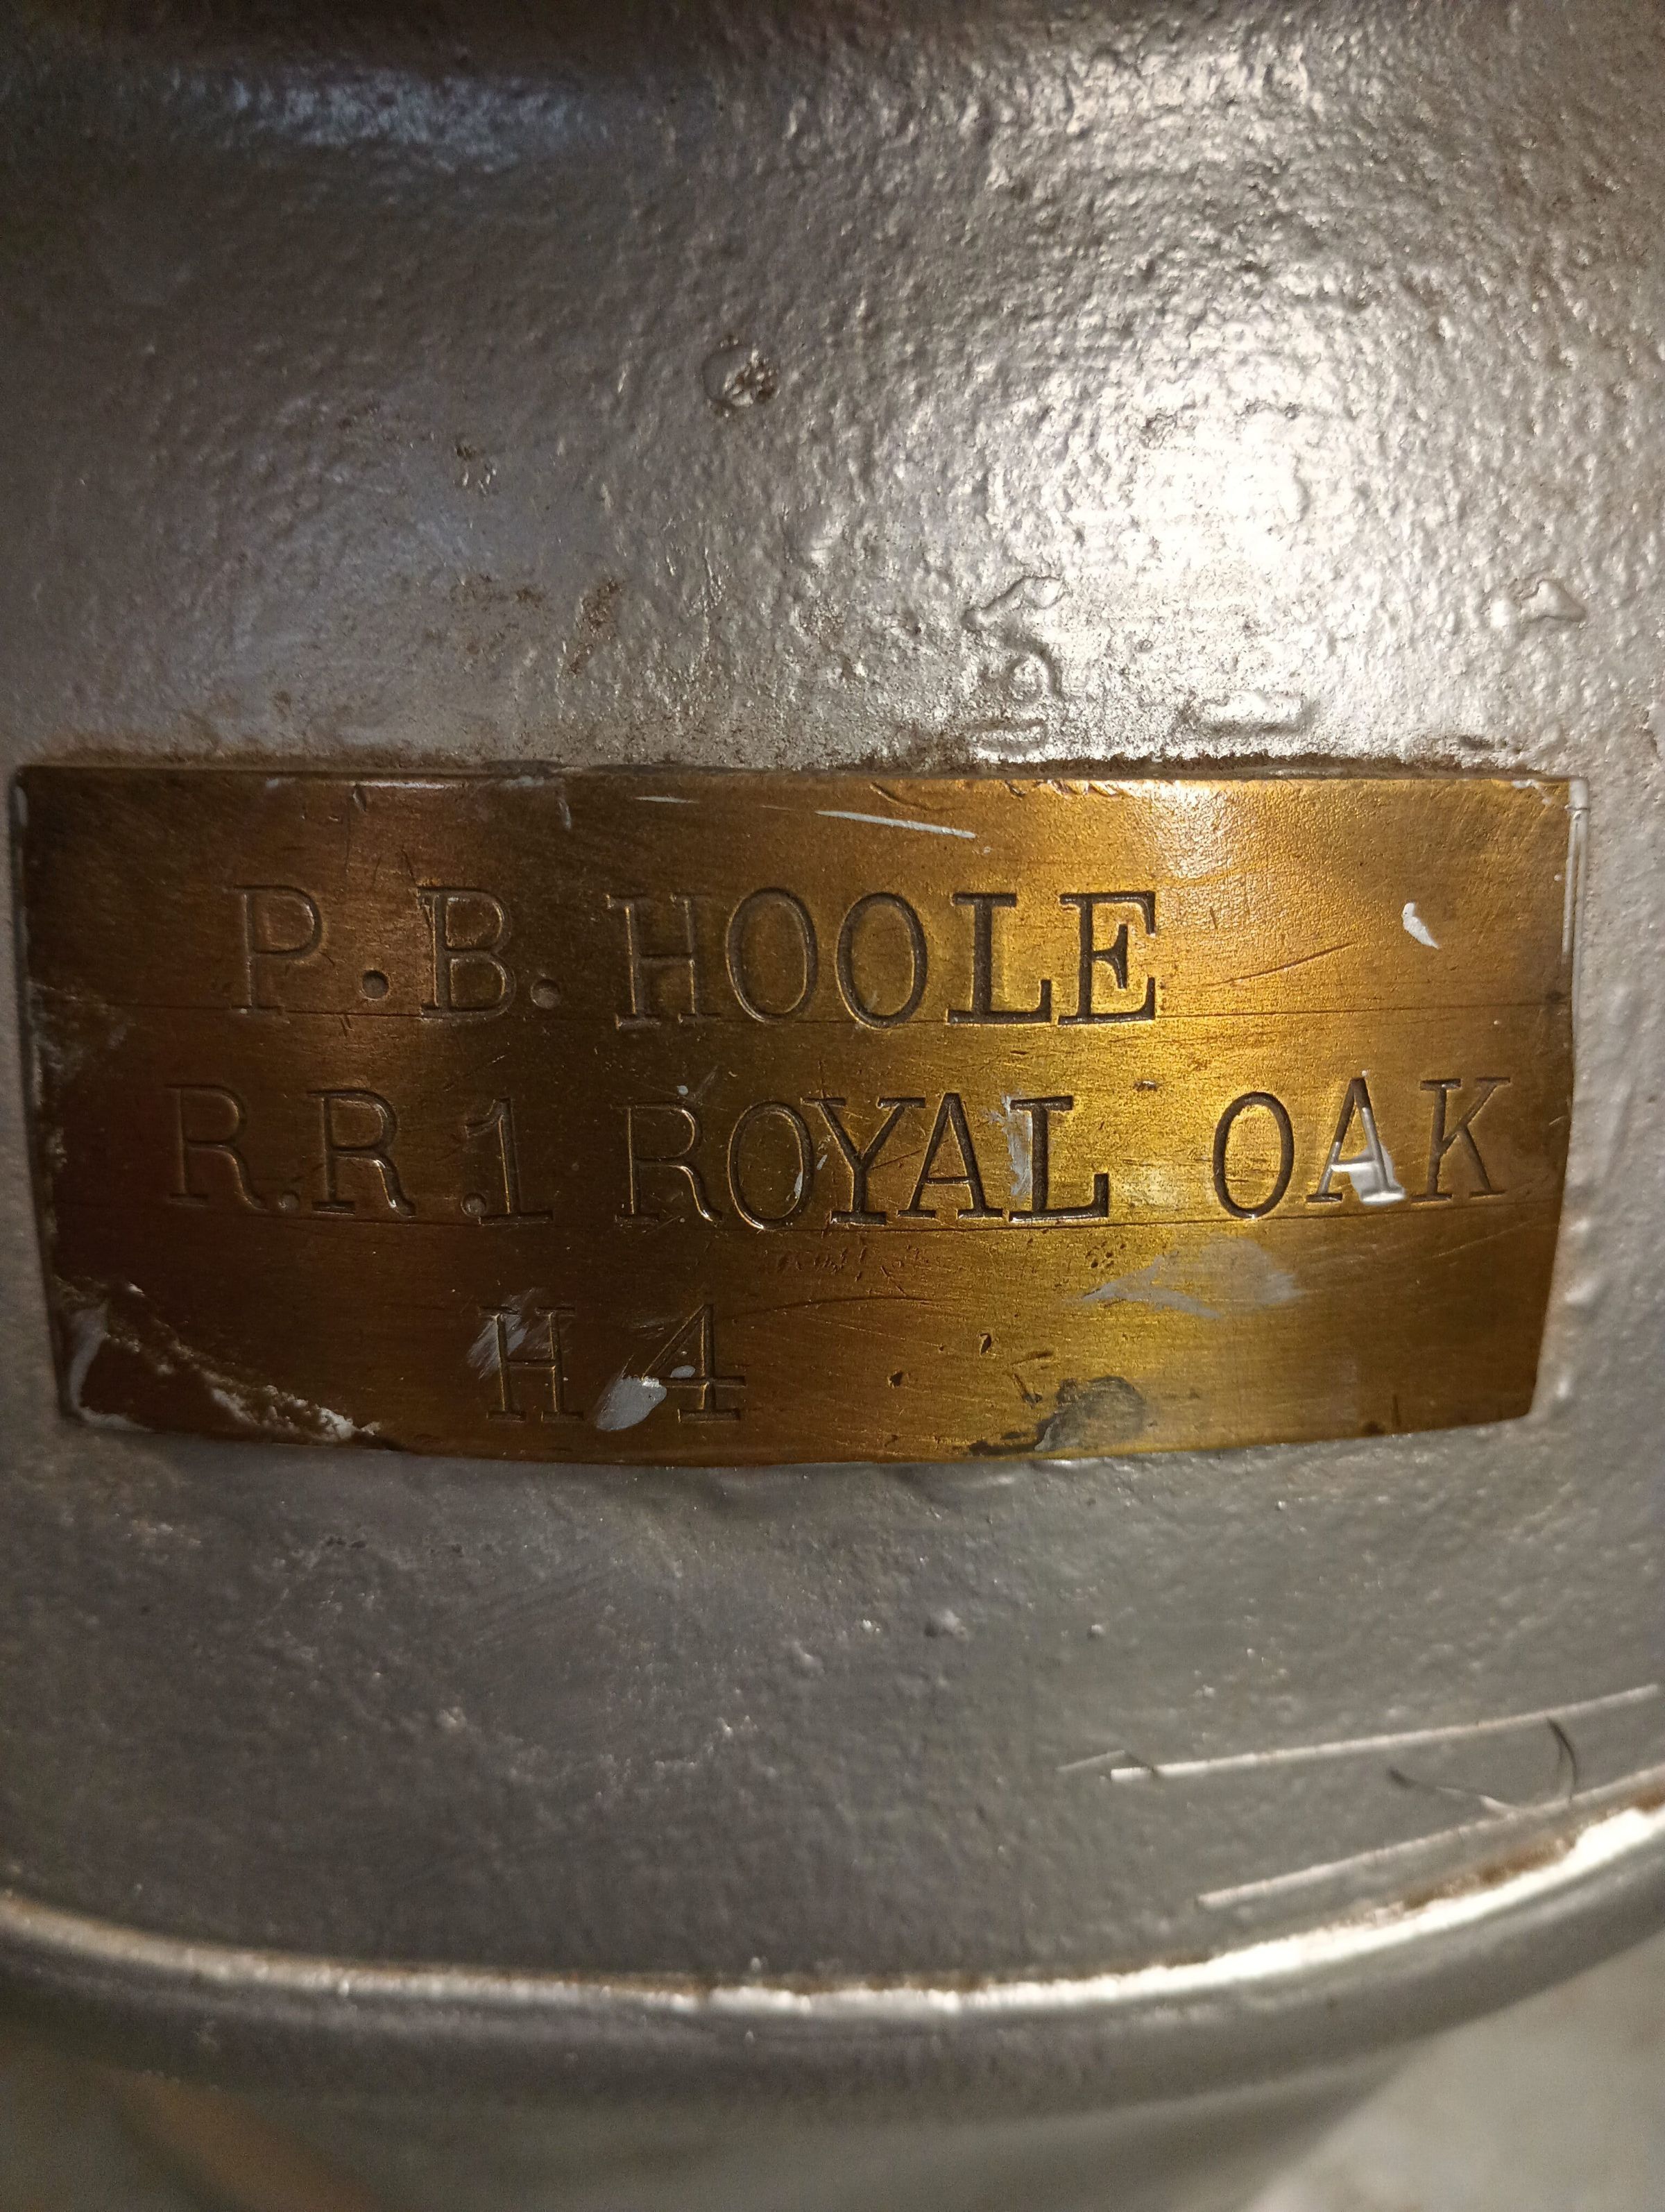 P.B. HOOLE
R.R.1 ROYAL OAK
H 4